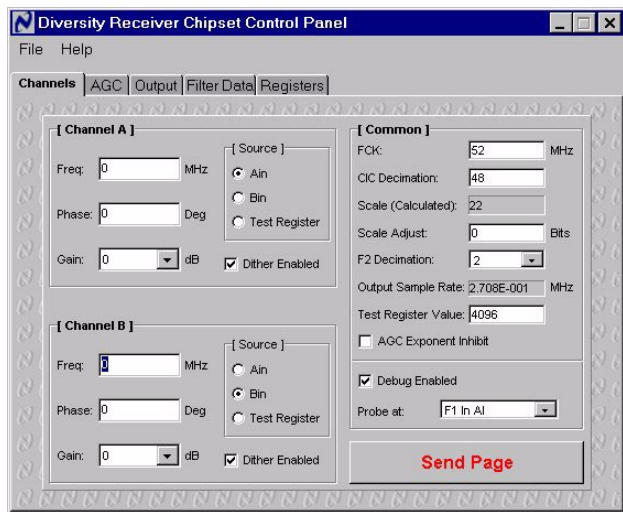 Diversity Receiver Chipset Control Panel
File Help
Channels AGC Output Filter Data Registers
[ Channel A ]
Freq: 0 MHz
Phase: 0 Deg
Gain: 0 dB
[ Source ]
Ain
Bin
Test Register
Dither Enabled
[ Channel B ]
Freq: 0 MHz
Phase: 0 Deg
Gain: 0 dB
[ Source ]
Ain
Bin
Test Register
Dither Enabled
[ Common ]
FCK: 52 MHz
CIC Decimation: 48
Scale (Calculated): 22
Scale Adjust: 0 Bits
F2 Decimation: 2
Output Sample Rate: 2.708E-001 MHz
Test Register Value: 4096
AGC Exponent Inhibit
Debug Enabled
Probe at: F1 In AI
Send Page